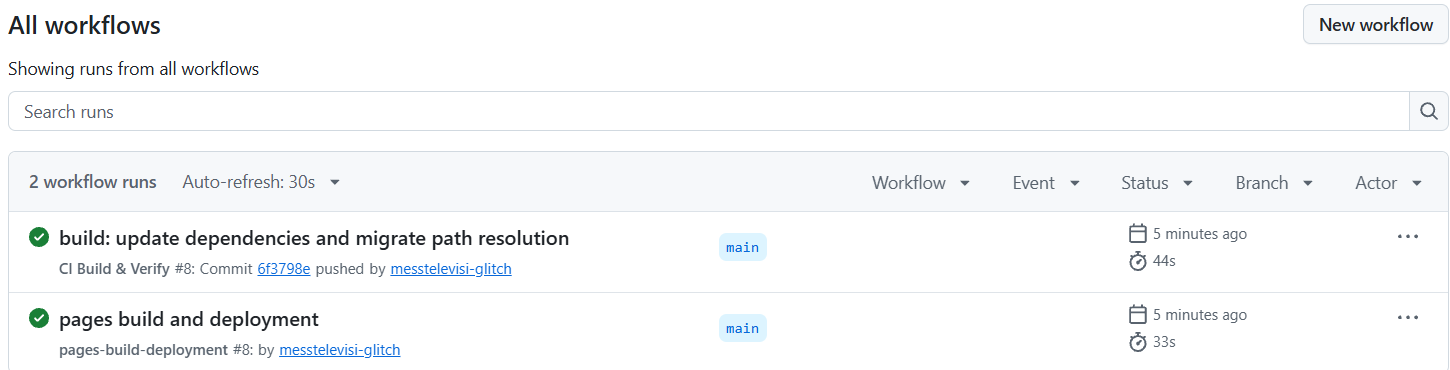 All workflows
New workflow
Showing runs from all workflows
Search runs
2 workflow runs Auto-refresh: 30s Workflow Event Status Branch Actor
build: update dependencies and migrate path resolution
main
5 minutes ago
CI Build & Verify #8: Commit 6f3798e pushed by messtelevisi-glitch
44s
pages build and deployment
main
5 minutes ago
pages-build-deployment #8: by messtelevisi-glitch
33s